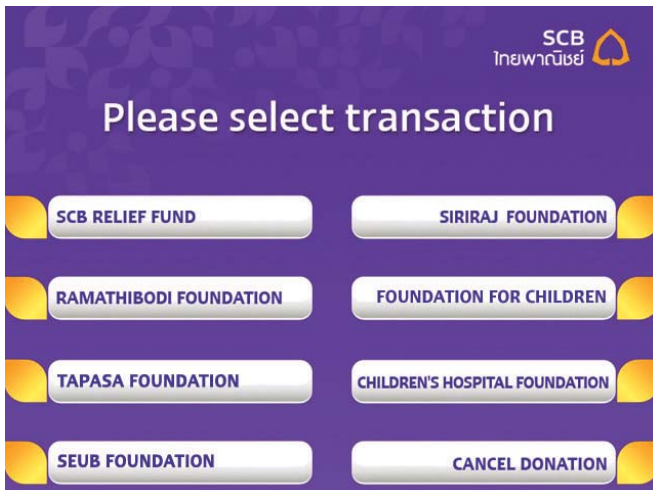 SCB
ไทยพาณิชย์
Please select transaction
SCB RELIEF FUND
SIRIRAJ FOUNDATION
RAMATHIBODI FOUNDATION
FOUNDATION FOR CHILDREN
TAPASA FOUNDATION
CHILDREN'S HOSPITAL FOUNDATION
SEUB FOUNDATION
CANCEL DONATION